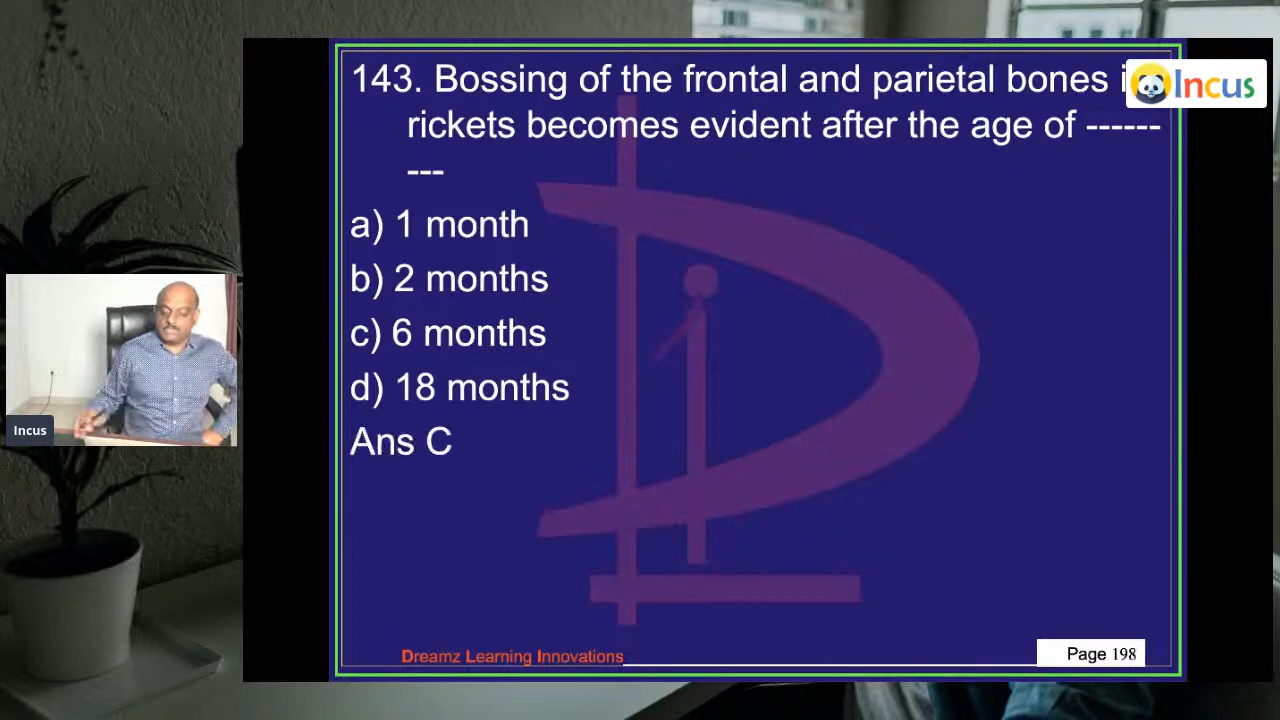 143. Bossing of the frontal and parietal bones i
Incus
rickets becomes evident after the age of ------
---
a) 1 month
b) 2 months
c) 6 months
d) 18 months
Ans C
Incus
Dreamz Learning Innovations
Page 198